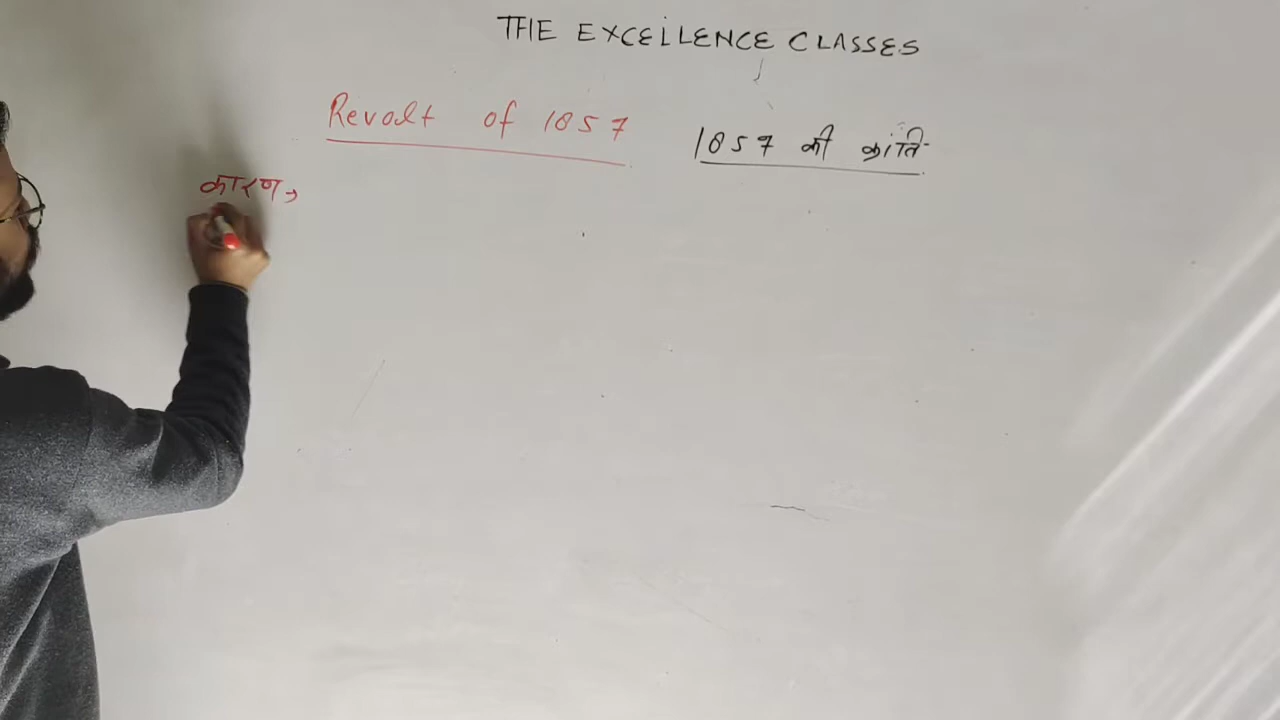 THE EXCELLENCE CLASSES
Revolt of 1857 1857 की क्रांति
कारण→